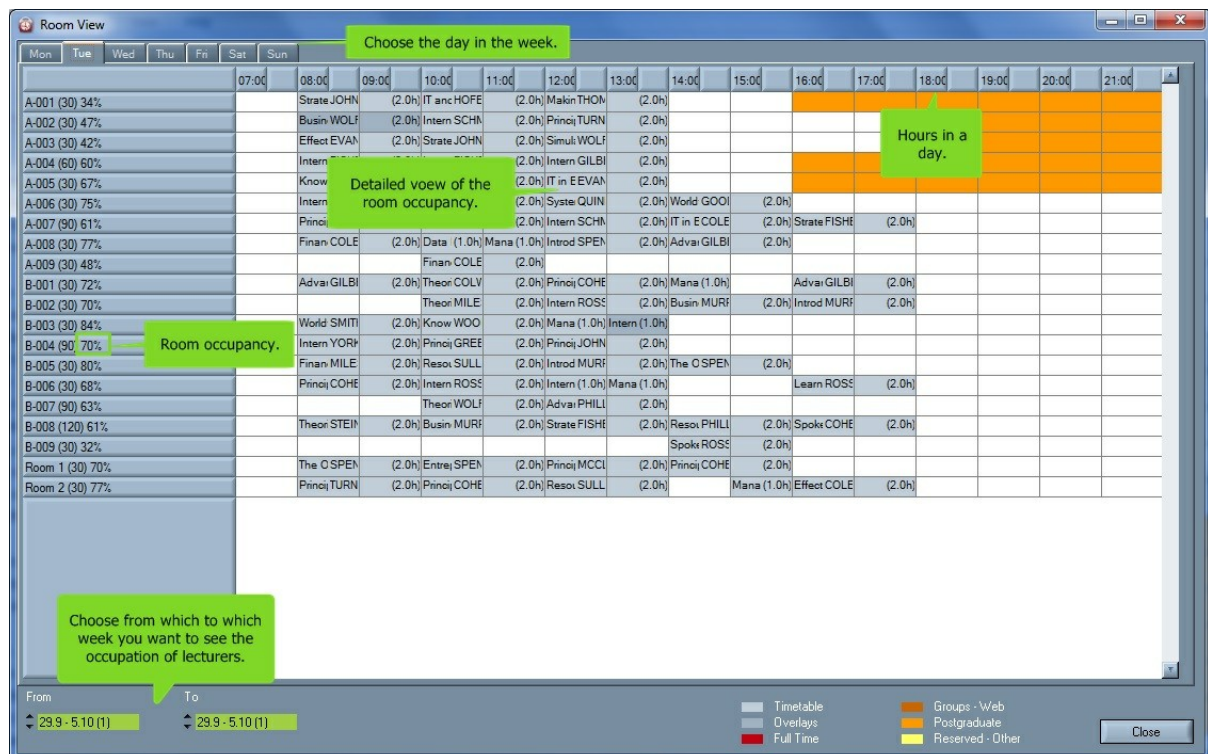 Room View
Mon Tue Wed Thu Fri Sat Sun
Choose the day in the week.
07:00 08:00 09:00 10:00 11:00 12:00 13:00 14:00 15:00 16:00 17:00 18:00 19:00 20:00 21:00
A-001 (30) 34% Strate JOHN (2.0h) IT anc HOFE (2.0h) Makin THOM (2.0h)
A-002 (30) 47% Busin WOLF (2.0h) Intern SCHN (2.0h) Princi TURN (2.0h)
A-003 (30) 42% Effect EVAN (2.0h) Strate JOHN (2.0h) Simul WOLF (2.0h)
Hours in a
day.
A-004 (60) 60% Intern (2.0h) Intern GILBI (2.0h)
A-005 (30) 67% Know (2.0h) IT in E EVAN (2.0h)
Detailed voew of the
room occupancy.
A-006 (30) 75% Intern (2.0h) Syste QUIN (2.0h) World GOOI (2.0h)
A-007 (90) 61% Princi (2.0h) Intern SCHN (2.0h) IT in E COLE (2.0h) Strate FISHE (2.0h)
A-008 (30) 77% Finan COLE (2.0h) Data (1.0h) Mana (1.0h) Introd SPEN (2.0h) Advai GILBI (2.0h)
A-009 (30) 48% Finan COLE (2.0h)
B-001 (30) 72% Advai GILBI (2.0h) Theori COLV (2.0h) Princi COHE (2.0h) Mana (1.0h) Advai GILBI (2.0h)
B-002 (30) 70% Theori MILE (2.0h) Intern ROSS (2.0h) Busin MURF (2.0h) Introd MURF (2.0h)
B-003 (30) 84% World SMITI (2.0h) Know WOO (2.0h) Mana (1.0h) Intern (1.0h)
B-004 (90) 70% Intern YORK (2.0h) Princi GREE (2.0h) Princi JOHN (2.0h)
Room occupancy.
B-005 (30) 80% Finan MILE (2.0h) Resou SULL (2.0h) Introd MURF (2.0h) The O SPEN (2.0h)
B-006 (30) 68% Princi COHE (2.0h) Intern ROSS (2.0h) Intern (1.0h) Mana (1.0h) Learn ROSS (2.0h)
B-007 (90) 63% Theori WOLF (2.0h) Advai PHILL (2.0h)
B-008 (120) 61% Theori STEIN (2.0h) Busin MURF (2.0h) Strate FISHE (2.0h) Resou PHILL (2.0h) Spoke COHE (2.0h)
B-009 (30) 32% Spoke ROSS (2.0h)
Room 1 (30) 70% The O SPEN (2.0h) Entrej SPEN (2.0h) Princi MCCL (2.0h) Princi COHE (2.0h)
Room 2 (30) 77% Princi TURN (2.0h) Princi COHE (2.0h) Resou SULL (2.0h) Mana (1.0h) Effect COLE (2.0h)
Choose from which to which
week you want to see the
occupation of lecturers.
From To
29.9 - 5.10 (1) 29.9 - 5.10 (1)
Timetable Groups - Web
Overlays Postgraduate
Full Time Reserved - Other
Close